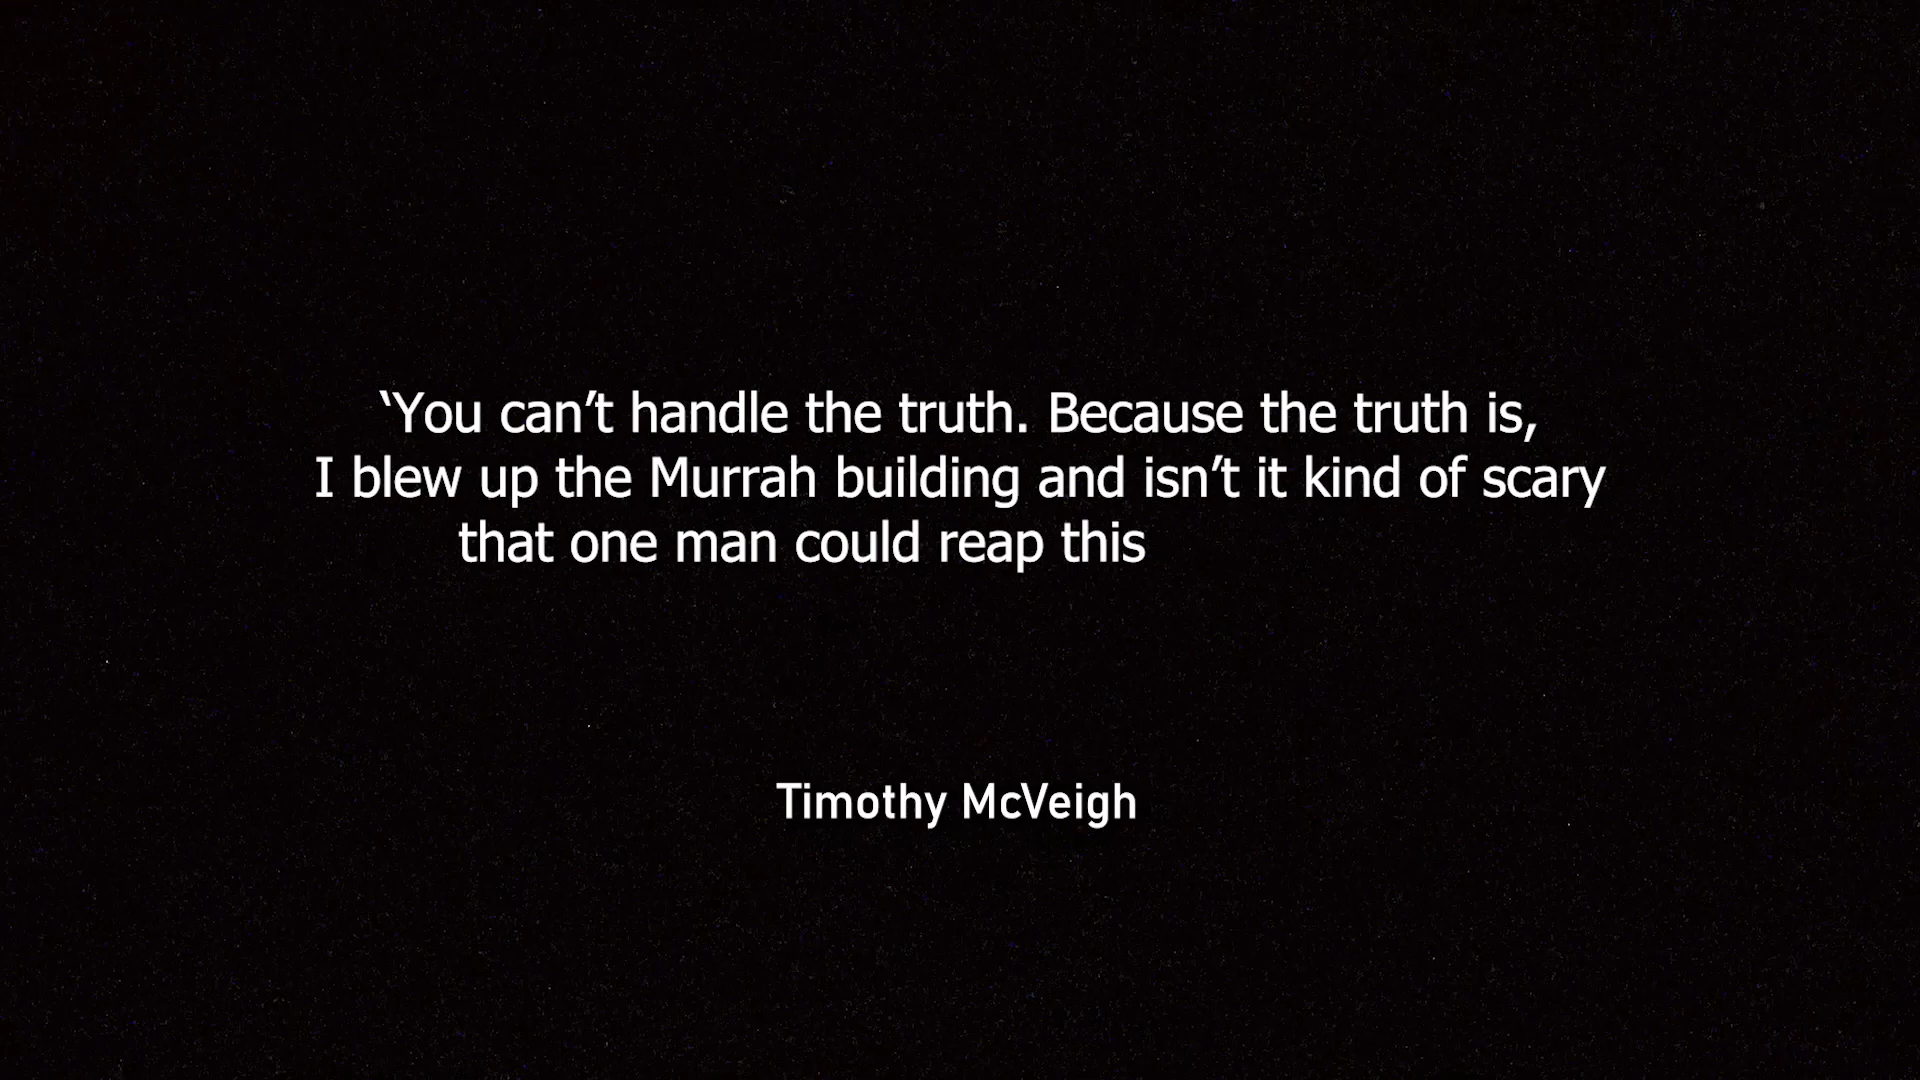 ‘You can’t handle the truth. Because the truth is,
I blew up the Murrah building and isn’t it kind of scary
that one man could reap this
Timothy McVeigh